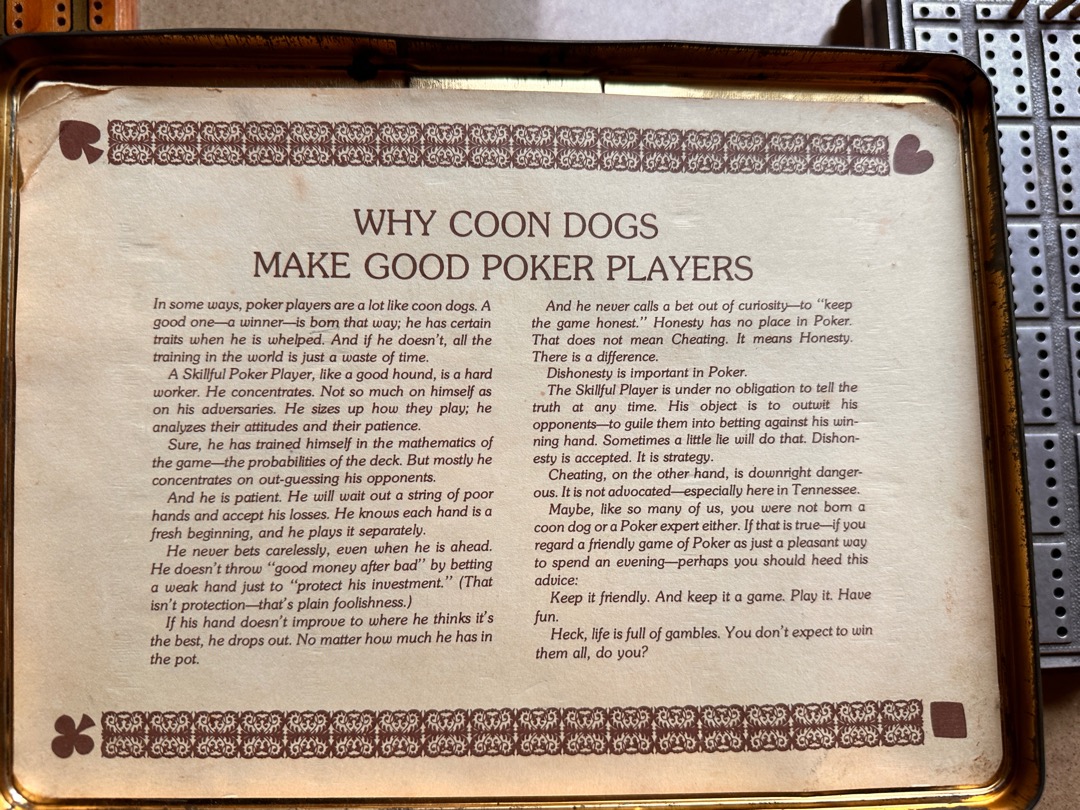 WHY COON DOGS
MAKE GOOD POKER PLAYERS
In some ways, poker players are a lot like coon dogs. A
good one—a winner—is born that way; he has certain
traits when he is whelped. And if he doesn't, all the
training in the world is just a waste of time.
A Skillful Poker Player, like a good hound, is a hard
worker. He concentrates. Not so much on himself as
on his adversaries. He sizes up how they play; he
analyzes their attitudes and their patience.
Sure, he has trained himself in the mathematics of
the game—the probabilities of the deck. But mostly he
concentrates on out-guessing his opponents.
And he is patient. He will wait out a string of poor
hands and accept his losses. He knows each hand is a
fresh beginning, and he plays it separately.
He never bets carelessly, even when he is ahead.
He doesn't throw "good money after bad" by betting
a weak hand just to "protect his investment." (That
isn't protection—that's plain foolishness.)
If his hand doesn't improve to where he thinks it's
the best, he drops out. No matter how much he has in
the pot.
And he never calls a bet out of curiosity—to "keep
the game honest." Honesty has no place in Poker.
That does not mean Cheating. It means Honesty.
There is a difference.
Dishonesty is important in Poker.
The Skillful Player is under no obligation to tell the
truth at any time. His object is to outwit his
opponents—to guile them into betting against his win-
ning hand. Sometimes a little lie will do that. Dishon-
esty is accepted. It is strategy.
Cheating, on the other hand, is downright danger-
ous. It is not advocated—especially here in Tennessee.
Maybe, like so many of us, you were not born a
coon dog or a Poker expert either. If that is true—if you
regard a friendly game of Poker as just a pleasant way
to spend an evening—perhaps you should heed this
advice:
Keep it friendly. And keep it a game. Play it. Have
fun.
Heck, life is full of gambles. You don't expect to win
them all, do you?